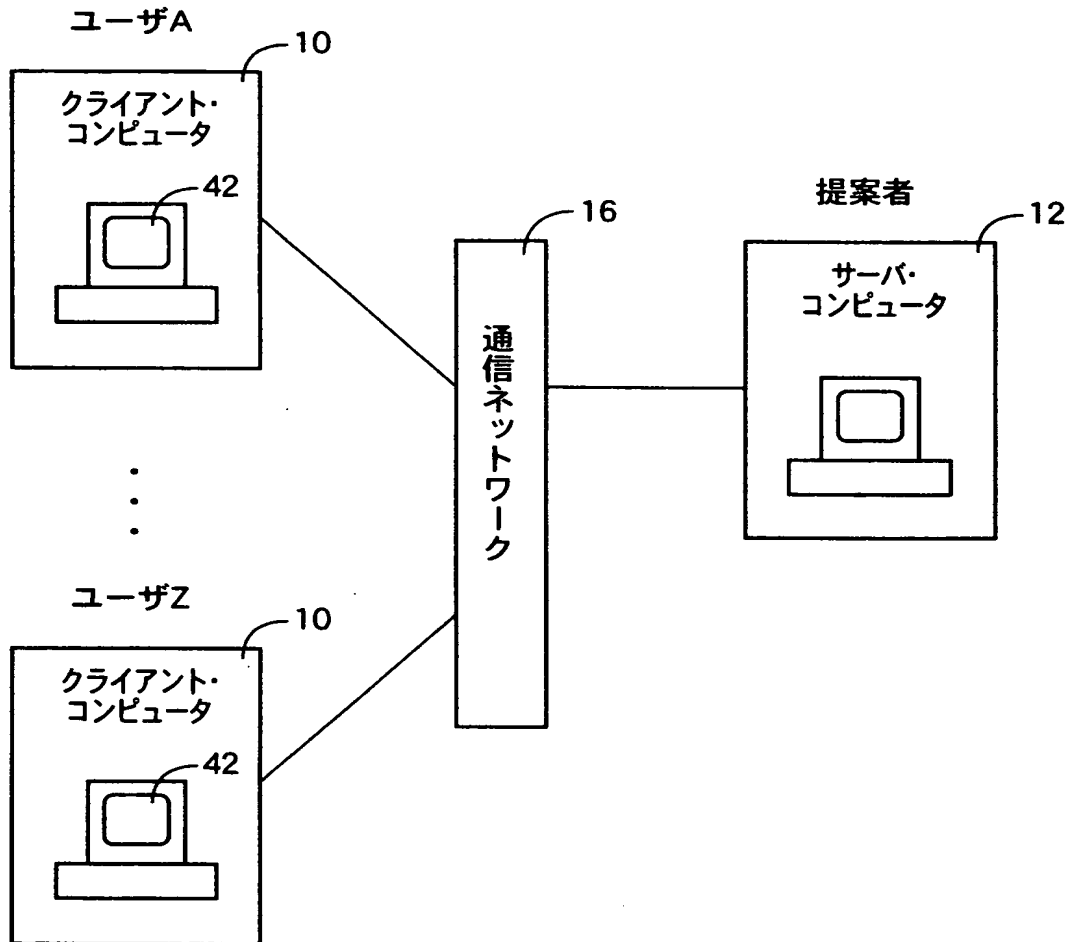 ユーザA
10
クライアント・
コンピュータ
42
16
提案者
12
サーバ・
コンピュータ
通信ネットワーク
ユーザZ
10
クライアント・
コンピュータ
42